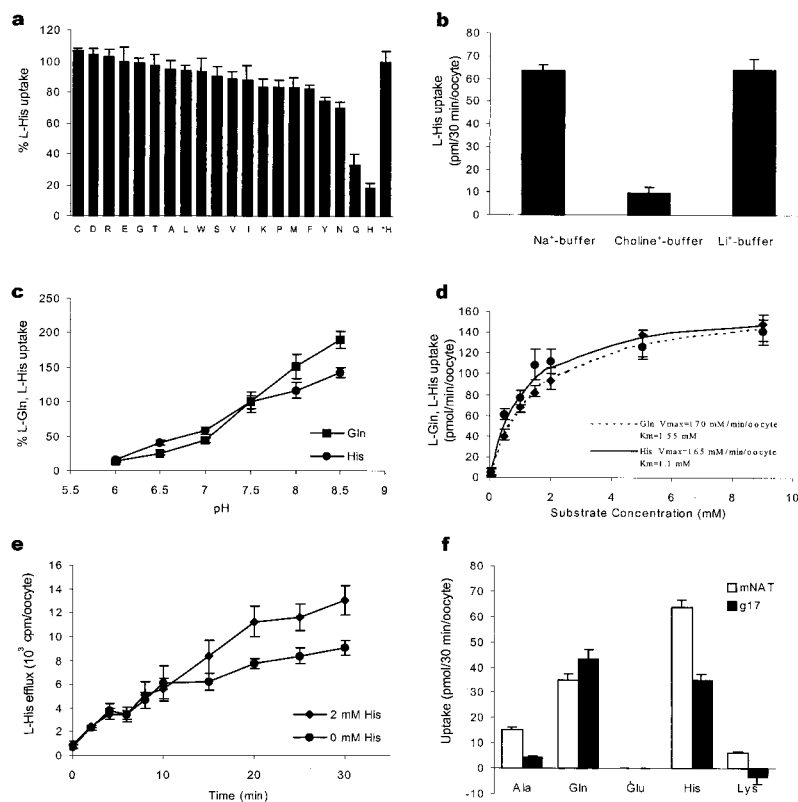 a
120
100
80
60
40
20
0
% L-His uptake
C D R E G T A L W S V I K P M F Y N Q H *H
b
80
70
60
50
40
30
20
10
0
L-His uptake
(pml/30 min/oocyte)
Na⁺-buffer Choline⁺-buffer Li⁺-buffer
c
250
200
150
100
50
0
% L-Gln, L-His uptake
Gln
His
5.5 6 6.5 7 7.5 8 8.5 9
pH
d
160
140
120
100
80
60
40
20
0
L-Gln, L-His uptake
(pmol/min/oocyte)
Gln Vmax=170 mM/min/oocyte
Km=1.55 mM
His Vmax=165 mM/min/oocyte
Km=1.1 mM
0 2 4 6 8 10
Substrate Concentration (mM)
e
16
14
12
10
8
6
4
2
0
L-His efflux (10³ cpm/oocyte)
2 mM His
0 mM His
0 10 20 30
Time (min)
f
80
70
60
50
40
30
20
10
0
-10
Uptake (pmol/30 min/oocyte)
mNAT
g17
Ala Gln Glu His Lys